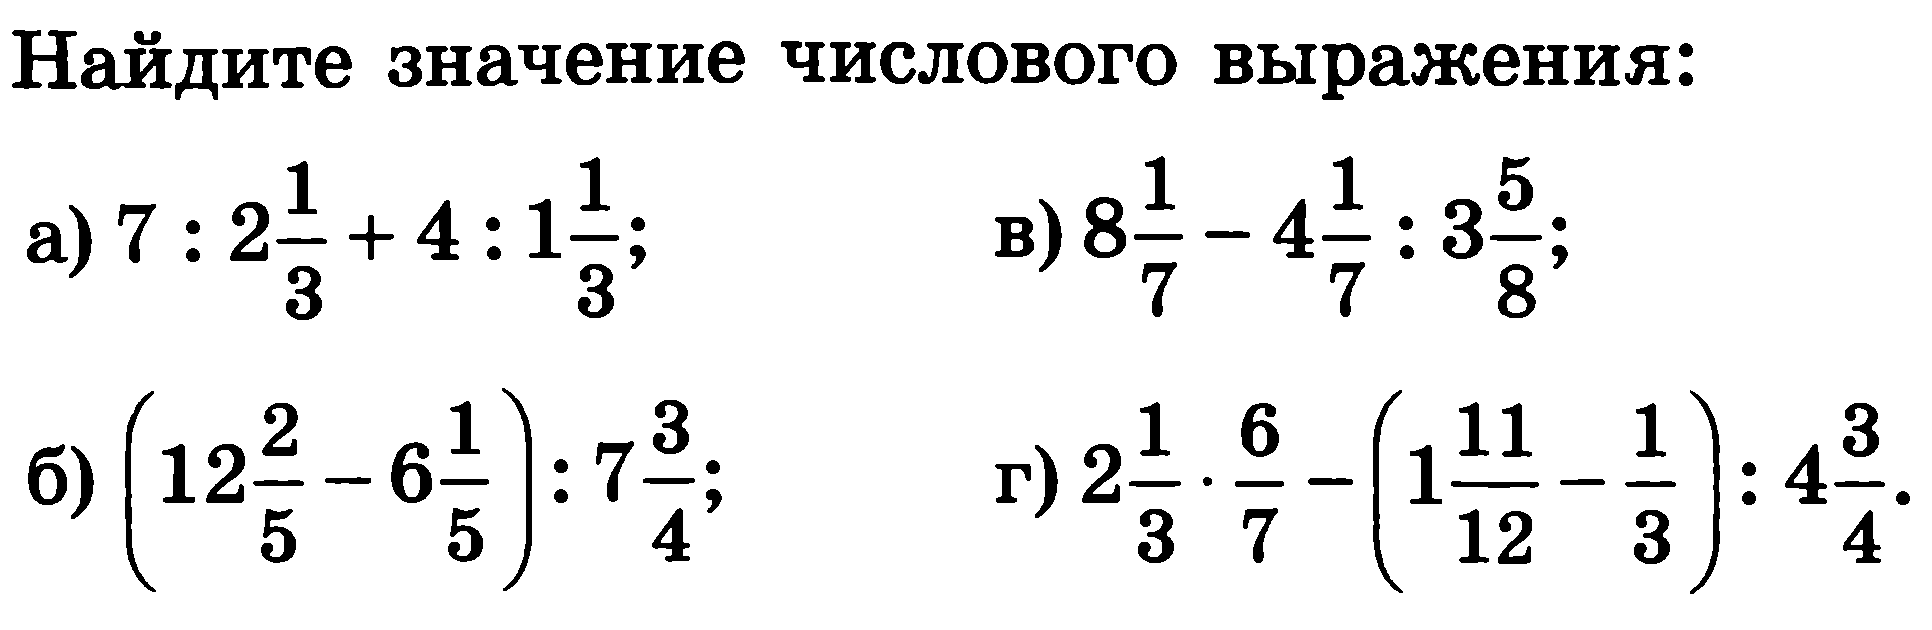 Найдите значение числового выражения:
а) 7 : 2 1/3 + 4 : 1 1/3; в) 8 1/7 − 4 1/7 : 3 5/8;
б) (12 2/5 − 6 1/5) : 7 3/4; г) 2 1/3 · 6/7 − (1 11/12 − 1/3) : 4 3/4.